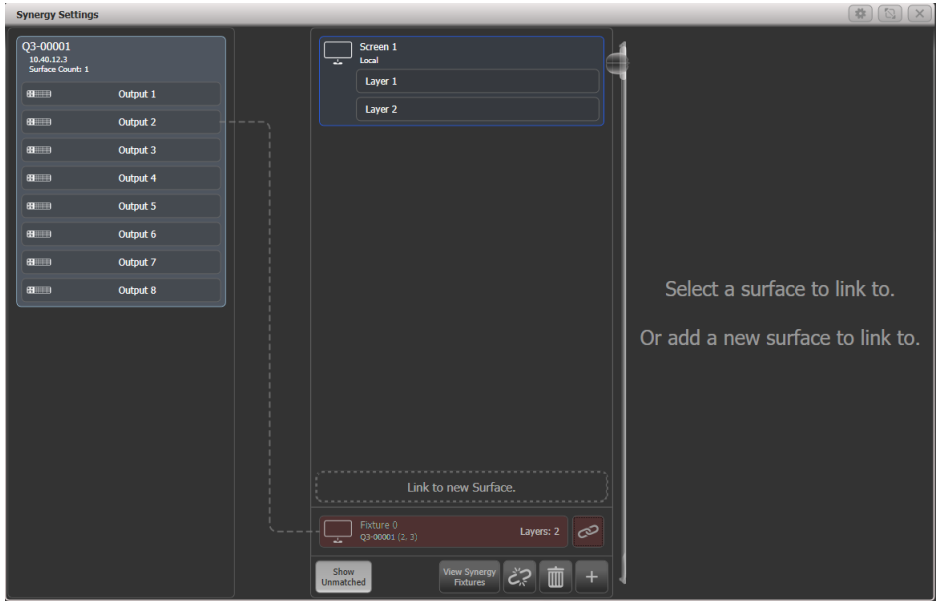 Synergy Settings
Q3-00001
10.40.12.3
Surface Count: 1
Output 1
Output 2
Output 3
Output 4
Output 5
Output 6
Output 7
Output 8
Screen 1
Local
Layer 1
Layer 2
Link to new Surface.
Fixture 0
Q3-00001 (2, 3)
Layers: 2
Show
Unmatched
View Synergy
Fixtures
+
Select a surface to link to.
Or add a new surface to link to.